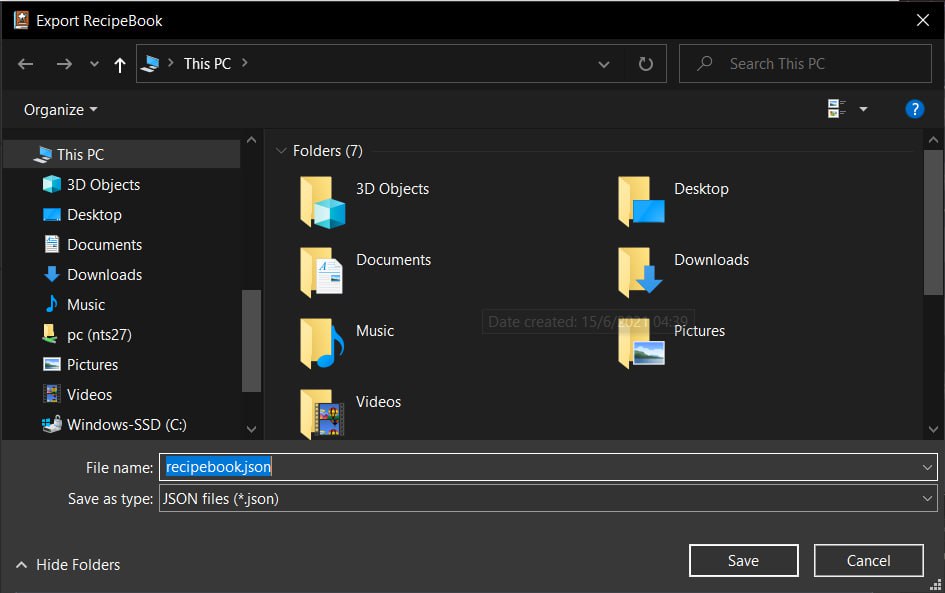 Export RecipeBook
This PC
Search This PC
Organize
?
This PC
3D Objects
Desktop
Documents
Downloads
Music
pc (nts27)
Pictures
Videos
Windows-SSD (C:)
Folders (7)
3D Objects
Desktop
Documents
Downloads
Date created: 15/6/2021 04:39
Music
Pictures
Videos
File name: recipebook.json
Save as type: JSON files (*.json)
Hide Folders
Save
Cancel